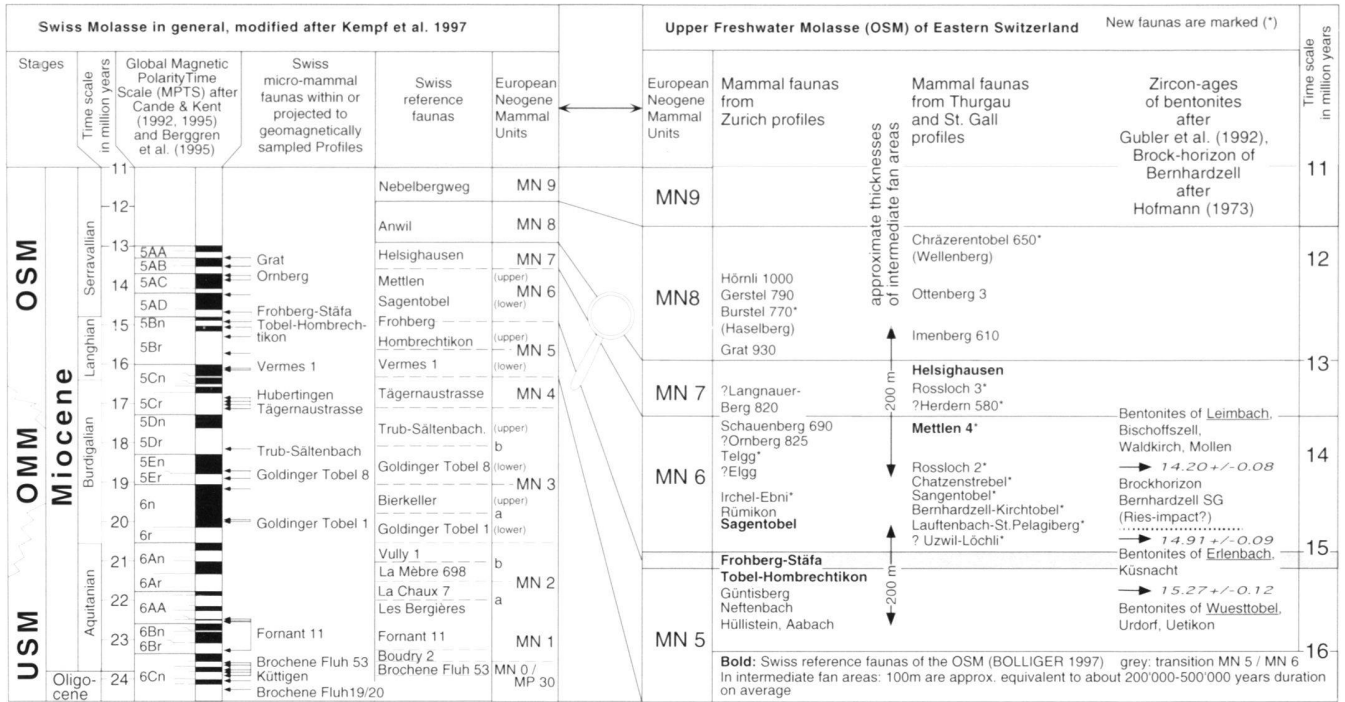 Swiss Molasse in general, modified after Kempf et al. 1997
Stages
Time scale
in million years
Global Magnetic
PolarityTime
Scale (MPTS) after
Cande & Kent
(1992, 1995)
and Berggren
et al. (1995)
Swiss
micro-mammal
faunas within or
projected to
geomagnetically
sampled Profiles
Swiss
reference
faunas
European
Neogene
Mammal
Units
OSM
OMM
USM
Miocene
Oligo-
cene
Serravallian
Langhian
Burdigalian
Aquitanian
11
12
13
14
15
16
17
18
19
20
21
22
23
24
5AA
5AB
5AC
5AD
5Bn
5Br
5Cn
5Cr
5Dn
5Dr
5En
5Er
6n
6r
6An
6Ar
6AA
6Bn
6Br
6Cn
Grat
Ornberg
Frohberg-Stäfa
Tobel-Hombrech-
tikon
Vermes 1
Hubertingen
Tägernaustrasse
Trub-Sältenbach
Goldinger Tobel 8
Goldinger Tobel 1
Fornant 11
Brochene Fluh 53
Küttigen
Brochene Fluh19/20
Nebelbergweg
Anwil
Helsighausen
Mettlen
Sagentobel
Frohberg
Hombrechtikon
Vermes 1
Tägernaustrasse
Trub-Sältenbach.
Goldinger Tobel 8
Bierkeller
Goldinger Tobel 1
Vully 1
La Mèbre 698
La Chaux 7
Les Bergières
Fornant 11
Boudry 2
Brochene Fluh 53
MN 9
MN 8
MN 7
(upper)
MN 6
(lower)
(upper)
MN 5
(lower)
MN 4
(upper)
b
(lower)
MN 3
(upper)
a
(lower)
b
MN 2
a
MN 1
MN 0 /
MP 30
Upper Freshwater Molasse (OSM) of Eastern Switzerland
New faunas are marked (*)
European
Neogene
Mammal
Units
Mammal faunas
from
Zurich profiles
approximate thicknesses
of intermediate fan areas
Mammal faunas
from Thurgau
and St. Gall
profiles
Zircon-ages
of bentonites
after
Gubler et al. (1992),
Brock-horizon of
Bernhardzell
after
Hofmann (1973)
Time scale
in million years
MN9
MN8
MN 7
MN 6
MN 5
Hörnli 1000
Gerstel 790
Burstel 770*
(Haselberg)
Grat 930
?Langnauer-
Berg 820
Schauenberg 690
?Ornberg 825
Telgg*
?Elgg
Irchel-Ebni*
Rümikon
Sagentobel
Frohberg-Stäfa
Tobel-Hombrechtikon
Güntisberg
Neftenbach
Hüllistein, Aabach
200 m
200 m
Chräzerentobel 650*
(Wellenberg)
Ottenberg 3
Imenberg 610
Helsighausen
Rossloch 3*
?Herdern 580*
Mettlen 4*
Rossloch 2*
Chatzenstrebel*
Sangentobel*
Bernhardzell-Kirchtobel*
Lauftenbach-St.Pelagiberg*
? Uzwil-Löchli*
Bentonites of Leimbach,
Bischoffszell,
Waldkirch, Mollen
14.20+/-0.08
Brockhorizon
Bernhardzell SG
(Ries-impact?)
14.91+/-0.09
Bentonites of Erlenbach,
Küsnacht
15.27+/-0.12
Bentonites of Wuesttobel,
Urdorf, Uetikon
11
12
13
14
15
16
Bold: Swiss reference faunas of the OSM (BOLLIGER 1997) grey: transition MN 5 / MN 6
In intermediate fan areas: 100m are approx. equivalent to about 200'000-500'000 years duration
on average